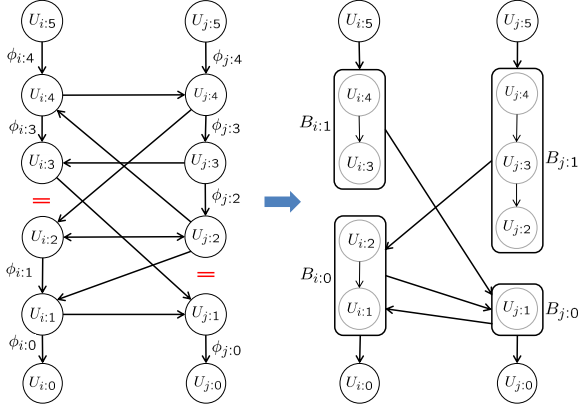 U_{i:5} U_{j:5} U_{i:5} U_{j:5}
ϕ_{i:4} ϕ_{j:4}
U_{i:4} U_{j:4} U_{i:4} U_{j:4}
ϕ_{i:3} ϕ_{j:3} B_{i:1}
U_{i:3} U_{j:3} U_{i:3} U_{j:3} B_{j:1}
= ϕ_{j:2}
U_{i:2} U_{j:2} U_{i:2} U_{j:2}
ϕ_{i:1} = B_{i:0}
U_{i:1} U_{j:1} U_{i:1} U_{j:1} B_{j:0}
ϕ_{i:0} ϕ_{j:0}
U_{i:0} U_{j:0} U_{i:0} U_{j:0}